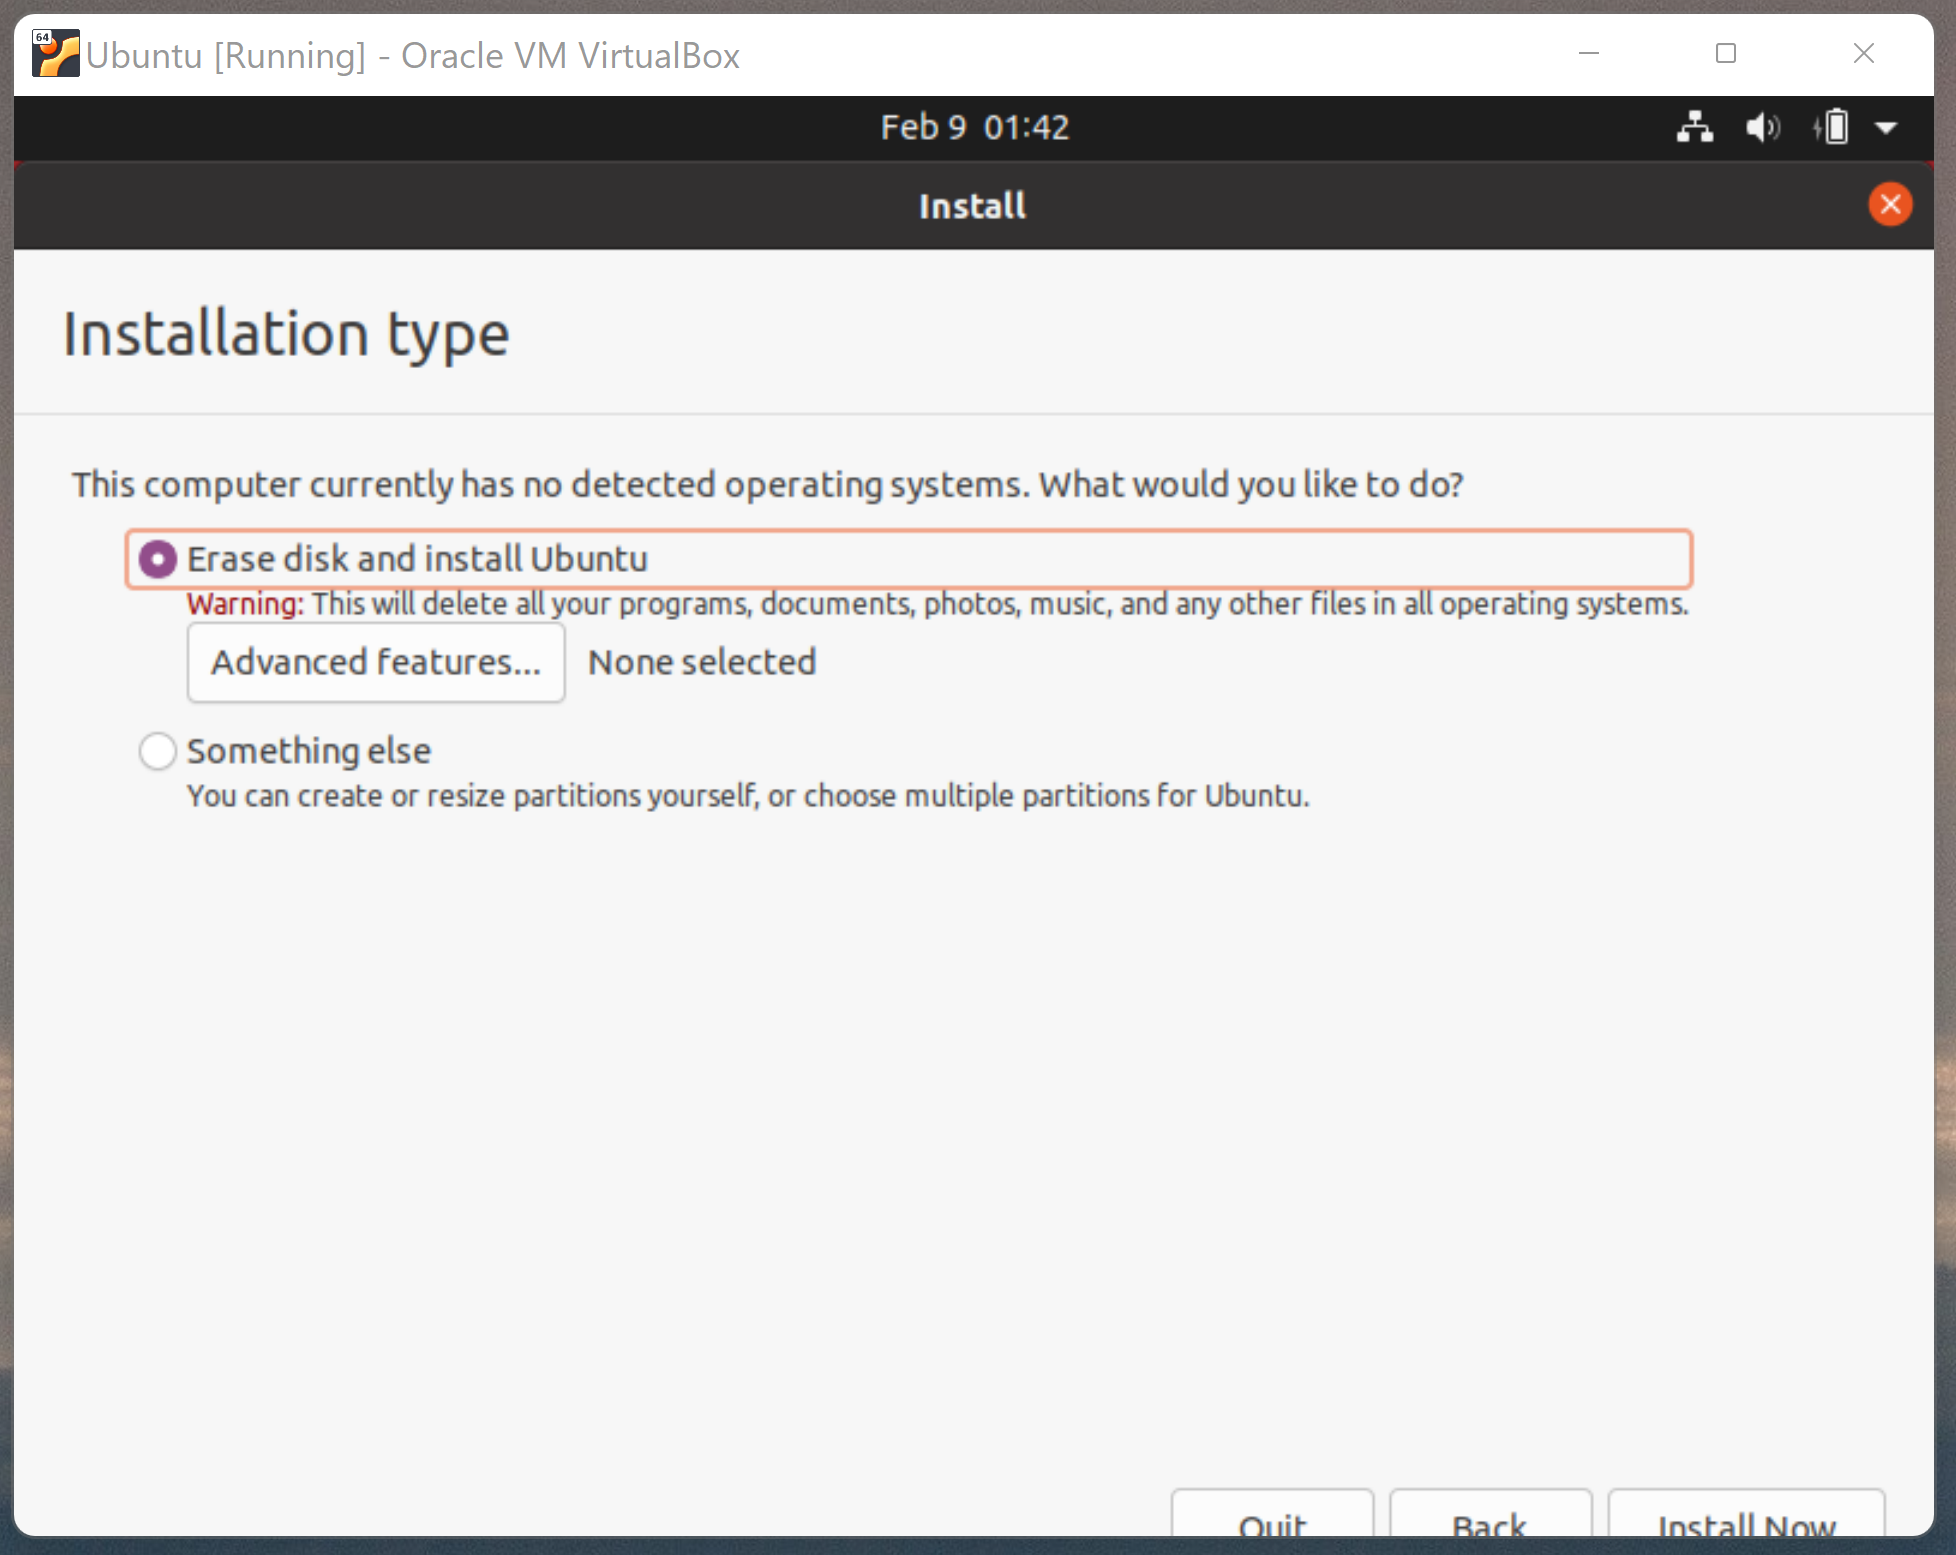 64
Ubuntu [Running] - Oracle VM VirtualBox
Feb 9 01:42
Install
Installation type
This computer currently has no detected operating systems. What would you like to do?
Erase disk and install Ubuntu
Warning: This will delete all your programs, documents, photos, music, and any other files in all operating systems.
Advanced features... None selected
Something else
You can create or resize partitions yourself, or choose multiple partitions for Ubuntu.
Quit Back Install Now